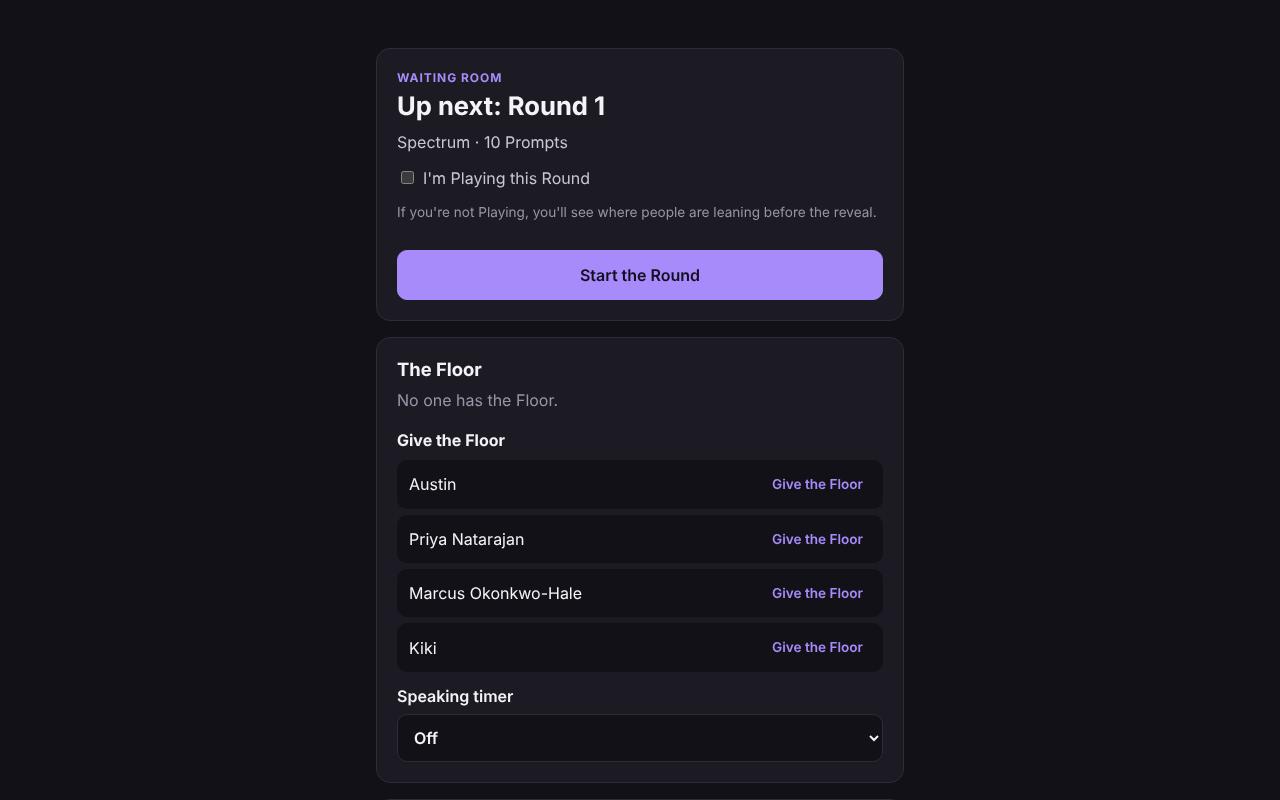 WAITING ROOM
Up next: Round 1
Spectrum · 10 Prompts
I'm Playing this Round
If you're not Playing, you'll see where people are leaning before the reveal.
Start the Round
The Floor
No one has the Floor.
Give the Floor
Austin Give the Floor
Priya Natarajan Give the Floor
Marcus Okonkwo-Hale Give the Floor
Kiki Give the Floor
Speaking timer
Off